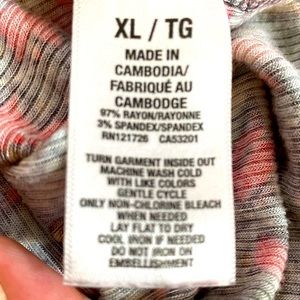 XL / TG
MADE IN
CAMBODIA/
FABRIQUÉ AU
CAMBODGE
97% RAYON/RAYONNE
3% SPANDEX/SPANDEX
RN121726 CA53201
TURN GARMENT INSIDE OUT
MACHINE WASH COLD
WITH LIKE COLORS
GENTLE CYCLE
ONLY NON-CHLORINE BLEACH
WHEN NEEDED
LAY FLAT TO DRY
COOL IRON IF NEEDED
DO NOT IRON ON
EMBELLISHMENT